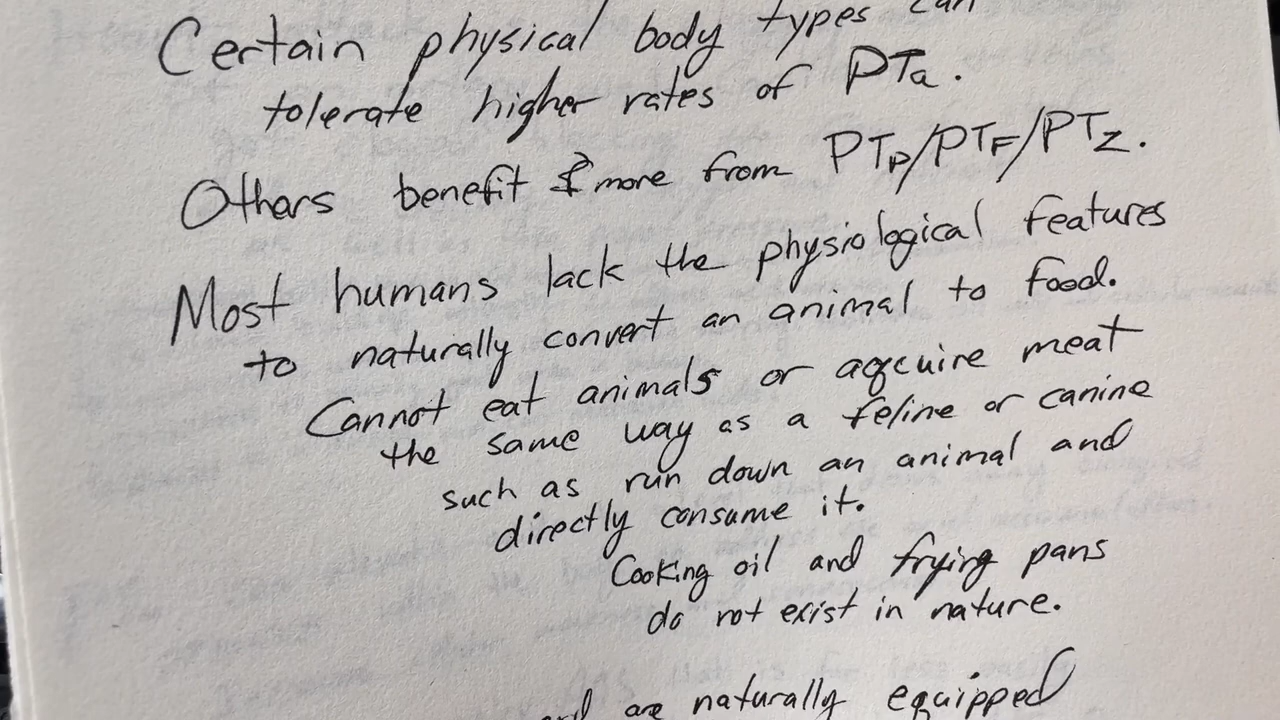 Certain physical body types can
tolerate higher rates of PTa.
Others benefit more from PTP/PTF/PTZ.
Most humans lack the physiological features
to naturally convert an animal to food.
Cannot eat animals or aqcuire meat
the same way as a feline or canine
such as run down an animal and
directly consume it.
Cooking oil and frying pans
do not exist in nature.
are naturally equipped